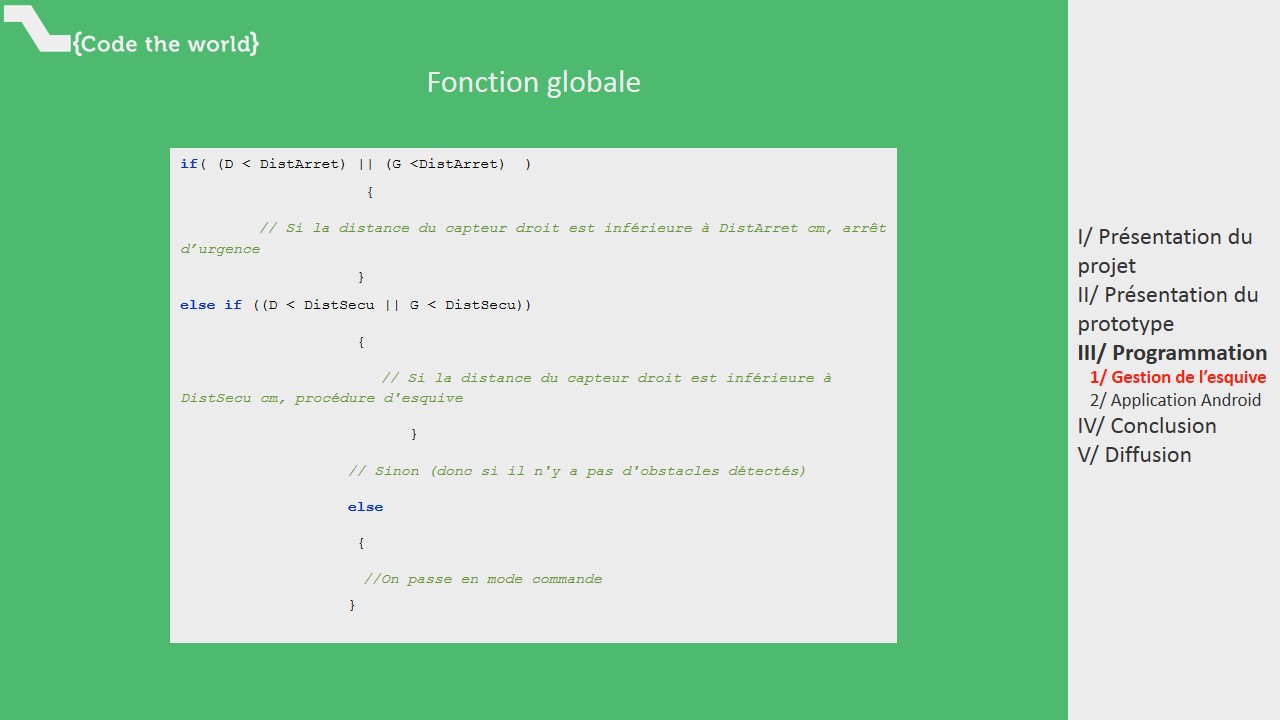 {Code the world}
Fonction globale
if( (D < DistArret) || (G <DistArret)  )
{
// Si la distance du capteur droit est inférieure à DistArret cm, arrêt
d’urgence
}
else if ((D < DistSecu || G < DistSecu))
{
// Si la distance du capteur droit est inférieure à
DistSecu cm, procédure d'esquive
}
// Sinon (donc si il n'y a pas d'obstacles détectés)
else
{
//On passe en mode commande
}
I/ Présentation du
projet
II/ Présentation du
prototype
III/ Programmation
1/ Gestion de l’esquive
2/ Application Android
IV/ Conclusion
V/ Diffusion